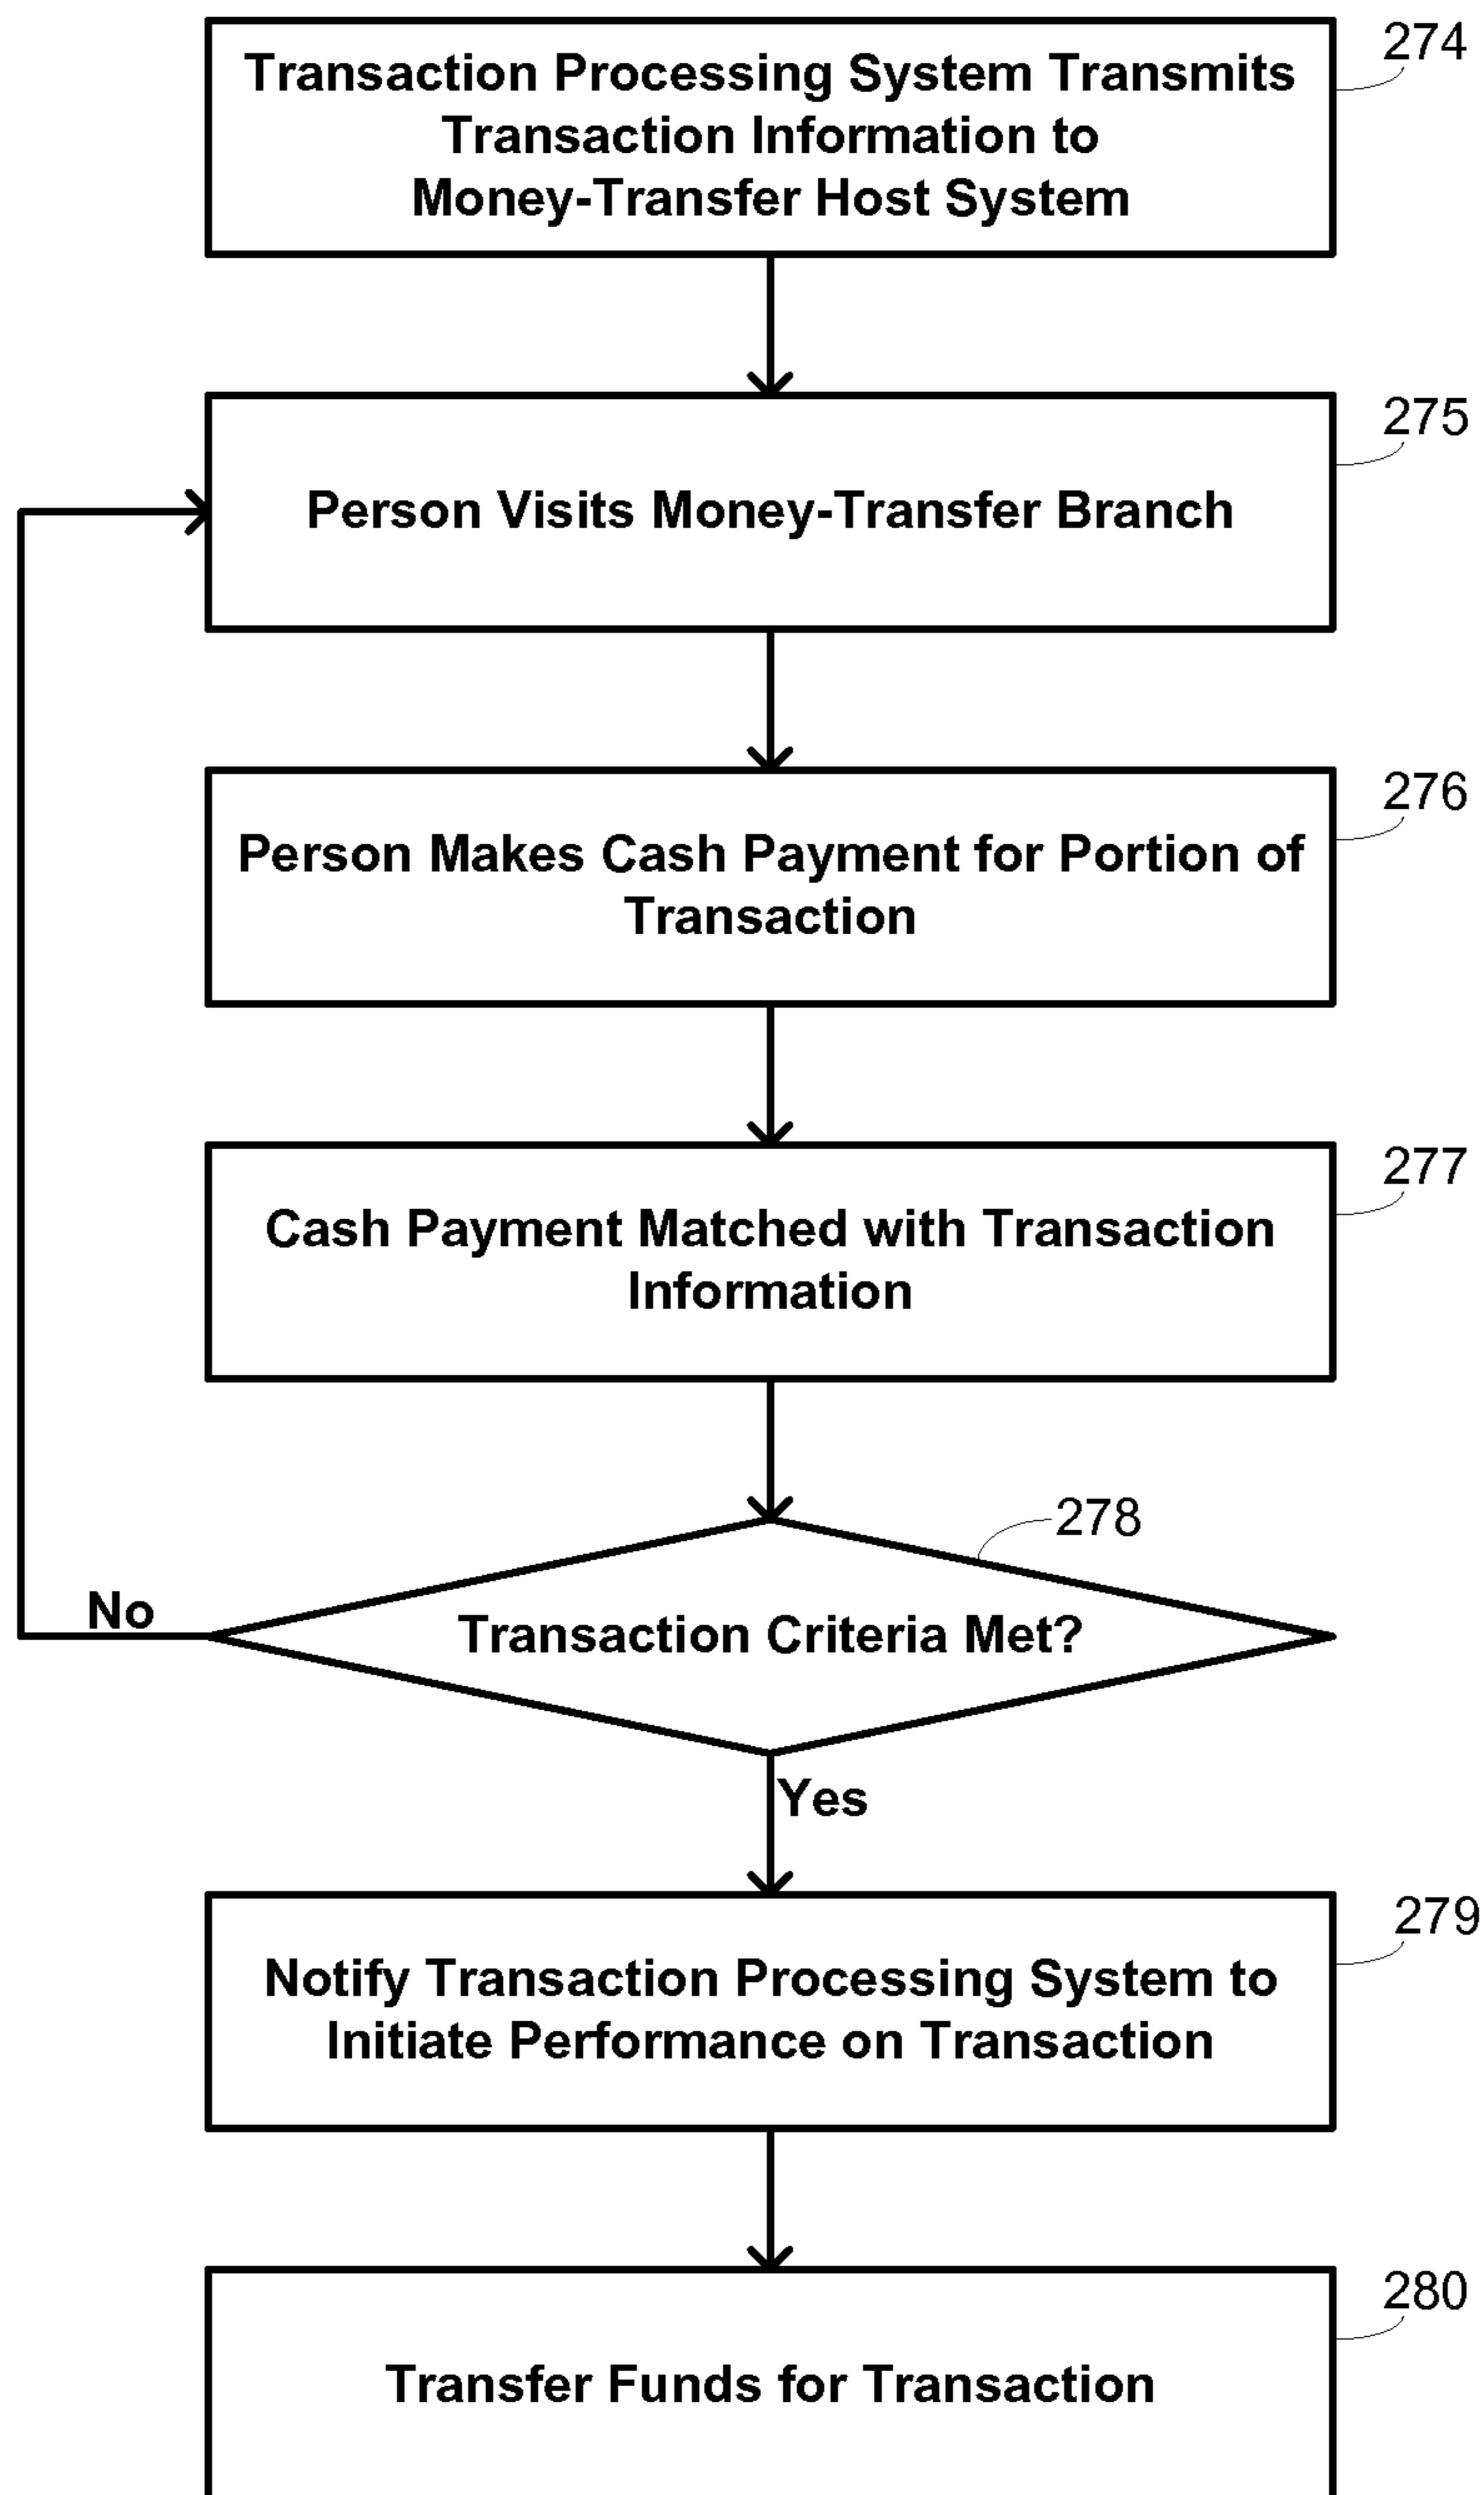 274
Transaction Processing System Transmits
Transaction Information to
Money-Transfer Host System
275
Person Visits Money-Transfer Branch
276
Person Makes Cash Payment for Portion of
Transaction
277
Cash Payment Matched with Transaction
Information
278
No
Transaction Criteria Met?
Yes
279
Notify Transaction Processing System to
Initiate Performance on Transaction
280
Transfer Funds for Transaction